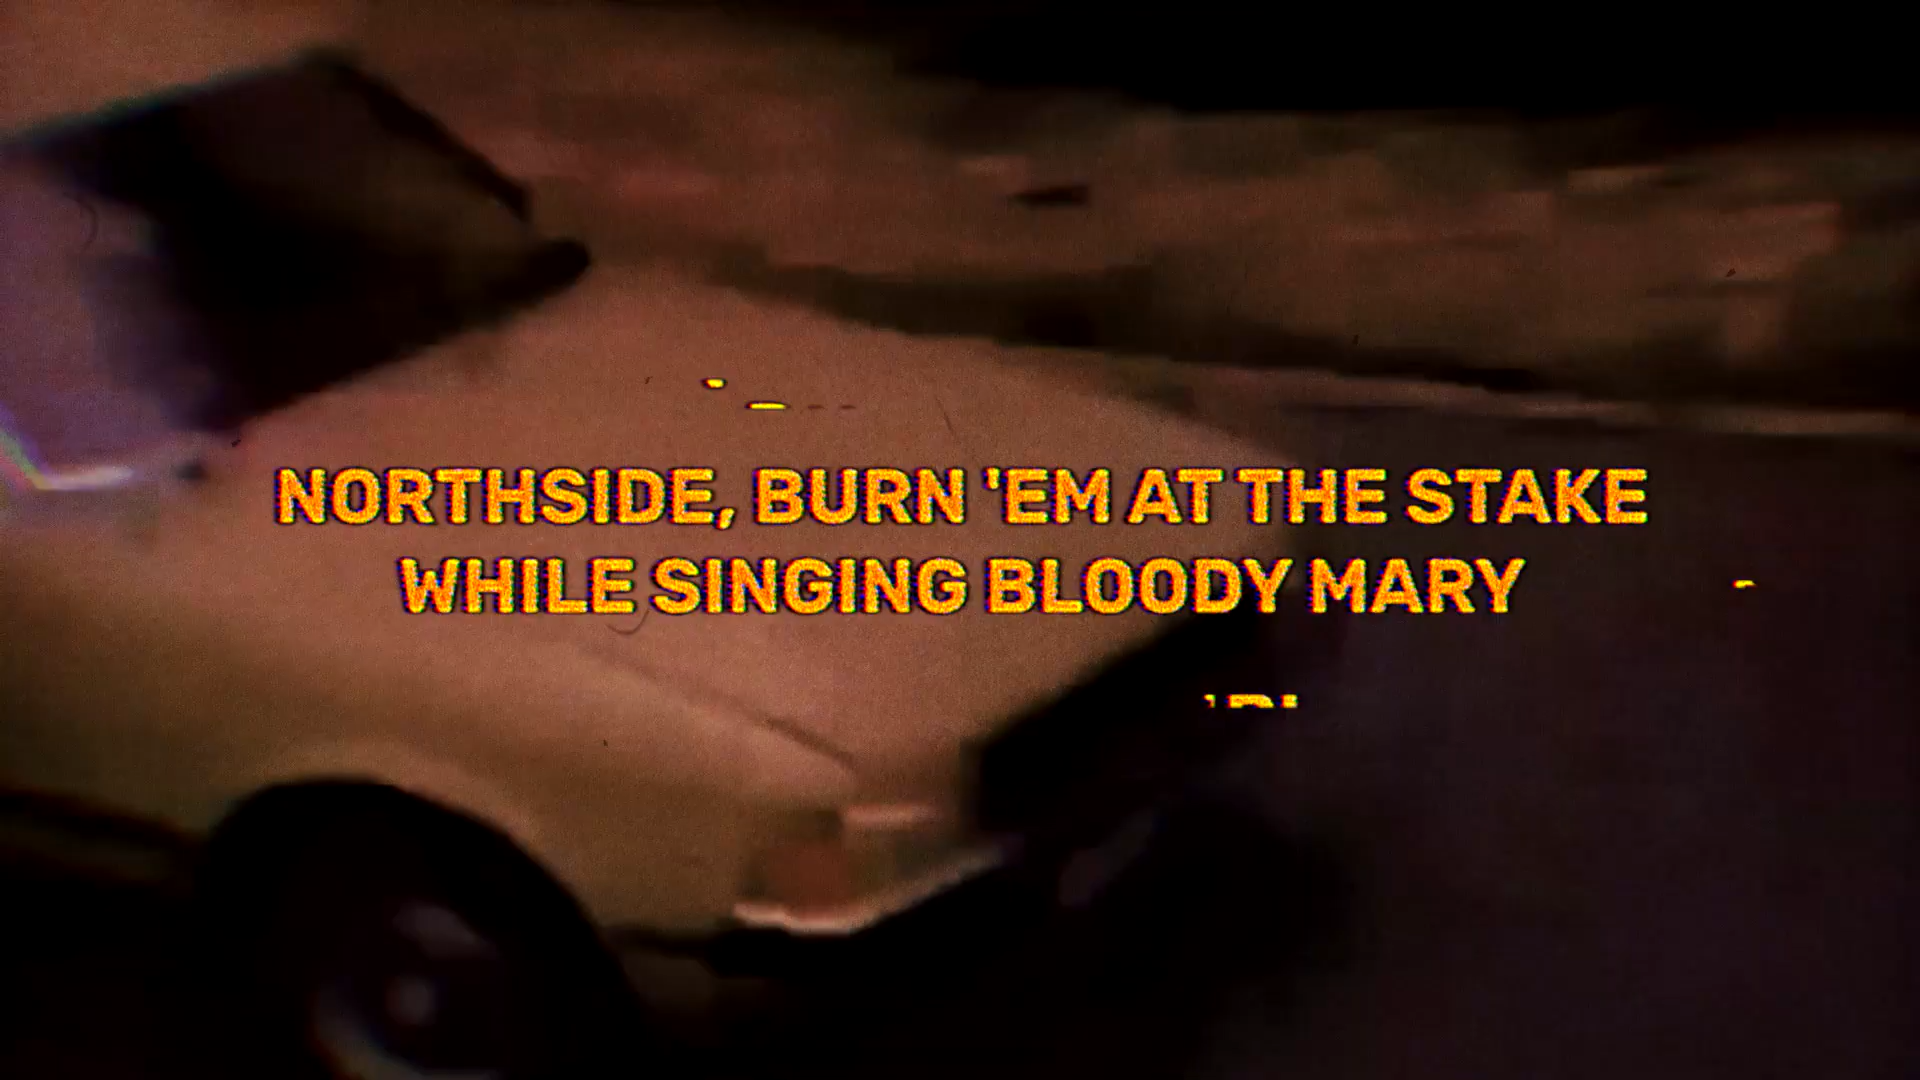 NORTHSIDE, BURN 'EM AT THE STAKE
WHILE SINGING BLOODY MARY